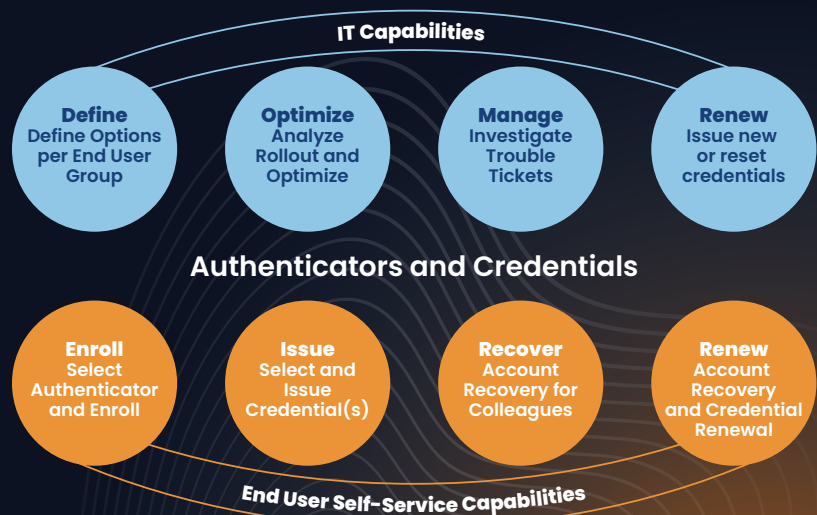 IT Capabilities
Define
Define Options
per End User
Group
Optimize
Analyze
Rollout and
Optimize
Manage
Investigate
Trouble
Tickets
Renew
Issue new
or reset
credentials
Authenticators and Credentials
Enroll
Select
Authenticator
and Enroll
Issue
Select and
Issue
Credential(s)
Recover
Account
Recovery for
Colleagues
Renew
Account
Recovery
and Credential
Renewal
End User Self-Service Capabilities